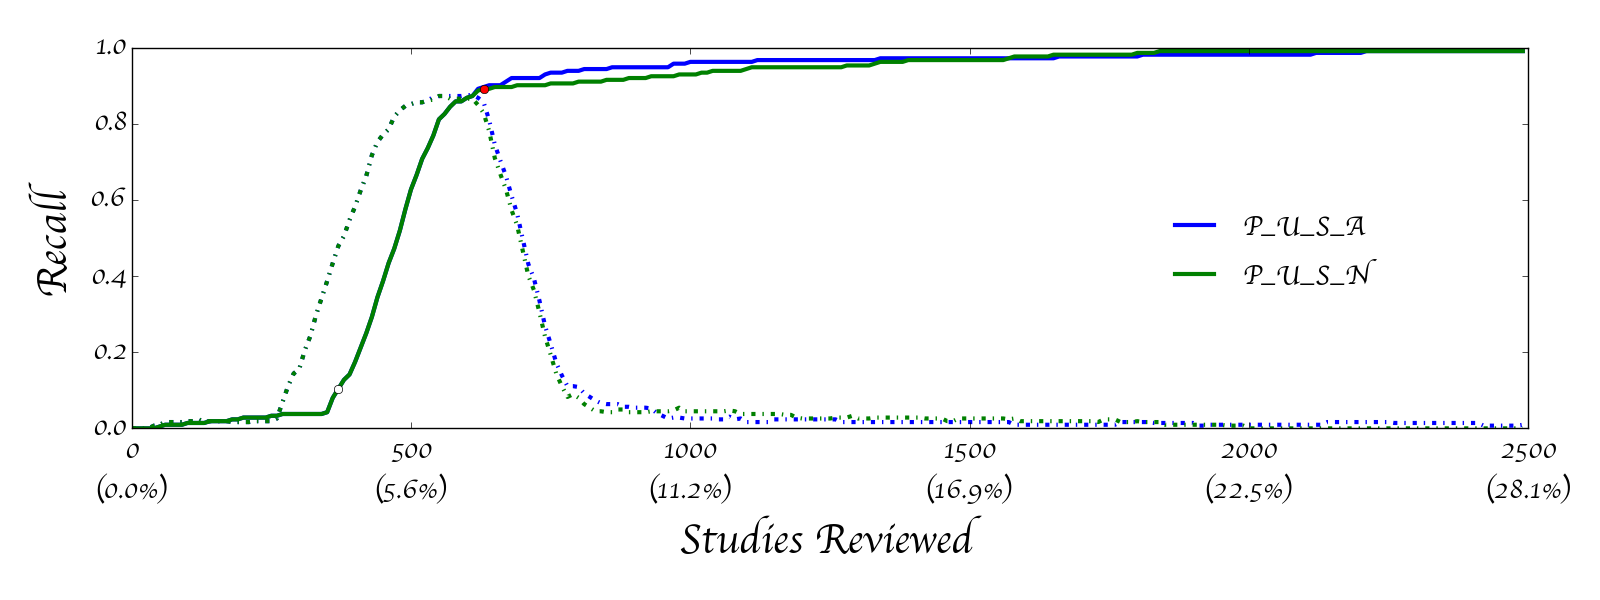 1.0
0.8
0.6
0.4
0.2
0.0
Recall
P_U_S_A
P_U_S_N
0 500 1000 1500 2000 2500
(0.0%) (5.6%) (11.2%) (16.9%) (22.5%) (28.1%)
Studies Reviewed